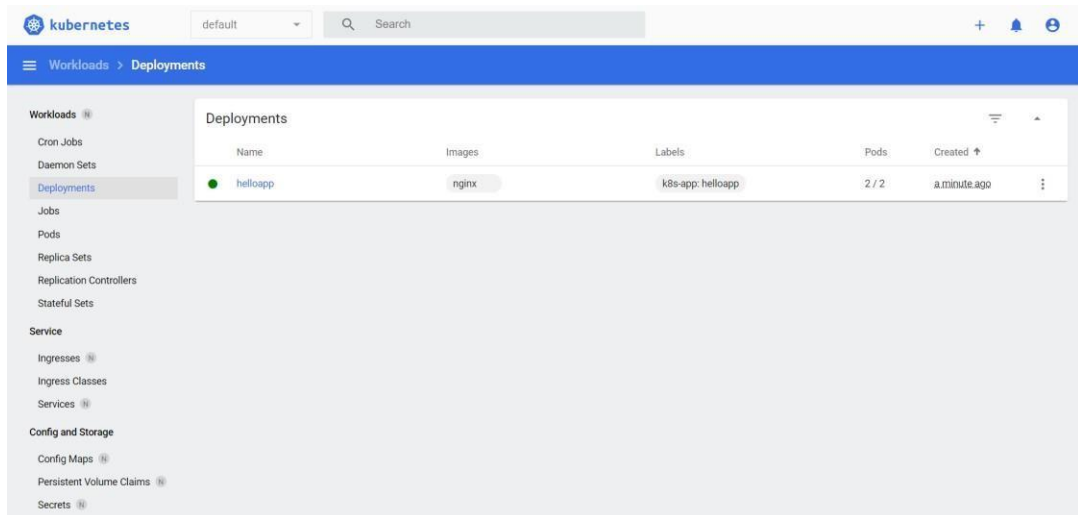 kubernetes default Search
Workloads > Deployments
Workloads N
Cron Jobs
Daemon Sets
Deployments
Jobs
Pods
Replica Sets
Replication Controllers
Stateful Sets
Service
Ingresses N
Ingress Classes
Services N
Config and Storage
Config Maps N
Persistent Volume Claims N
Secrets N
Deployments
Name Images Labels Pods Created
helloapp nginx k8s-app: helloapp 2 / 2 a minute ago